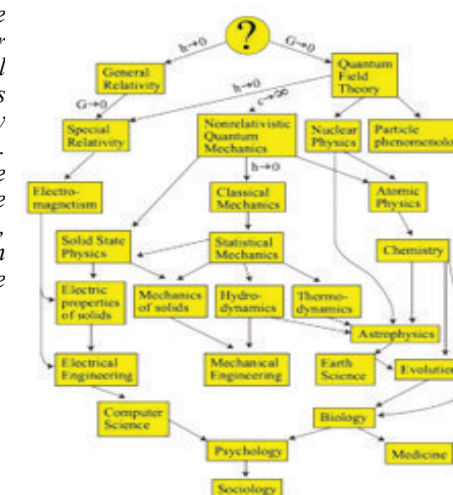 e
r
l
s
y
.
e
e
,
n
e
?
h→0
G→0
General
Relativity
Quantum
Field
Theory
G→0
h→0
c→∞
Special
Relativity
Nonrelativistic
Quantum
Mechanics
Nuclear
Physics
Particle
phenomenolo
h→0
Electro-
magnetism
Classical
Mechanics
Atomic
Physics
Solid State
Physics
Statistical
Mechanics
Chemistry
Electric
properties
of solids
Mechanics
of solids
Hydro-
dynamics
Thermo-
dynamics
Astrophysics
Electrical
Engineering
Mechanical
Engineering
Earth
Science
Evolution
Computer
Science
Biology
Psychology
Medicine
Sociology